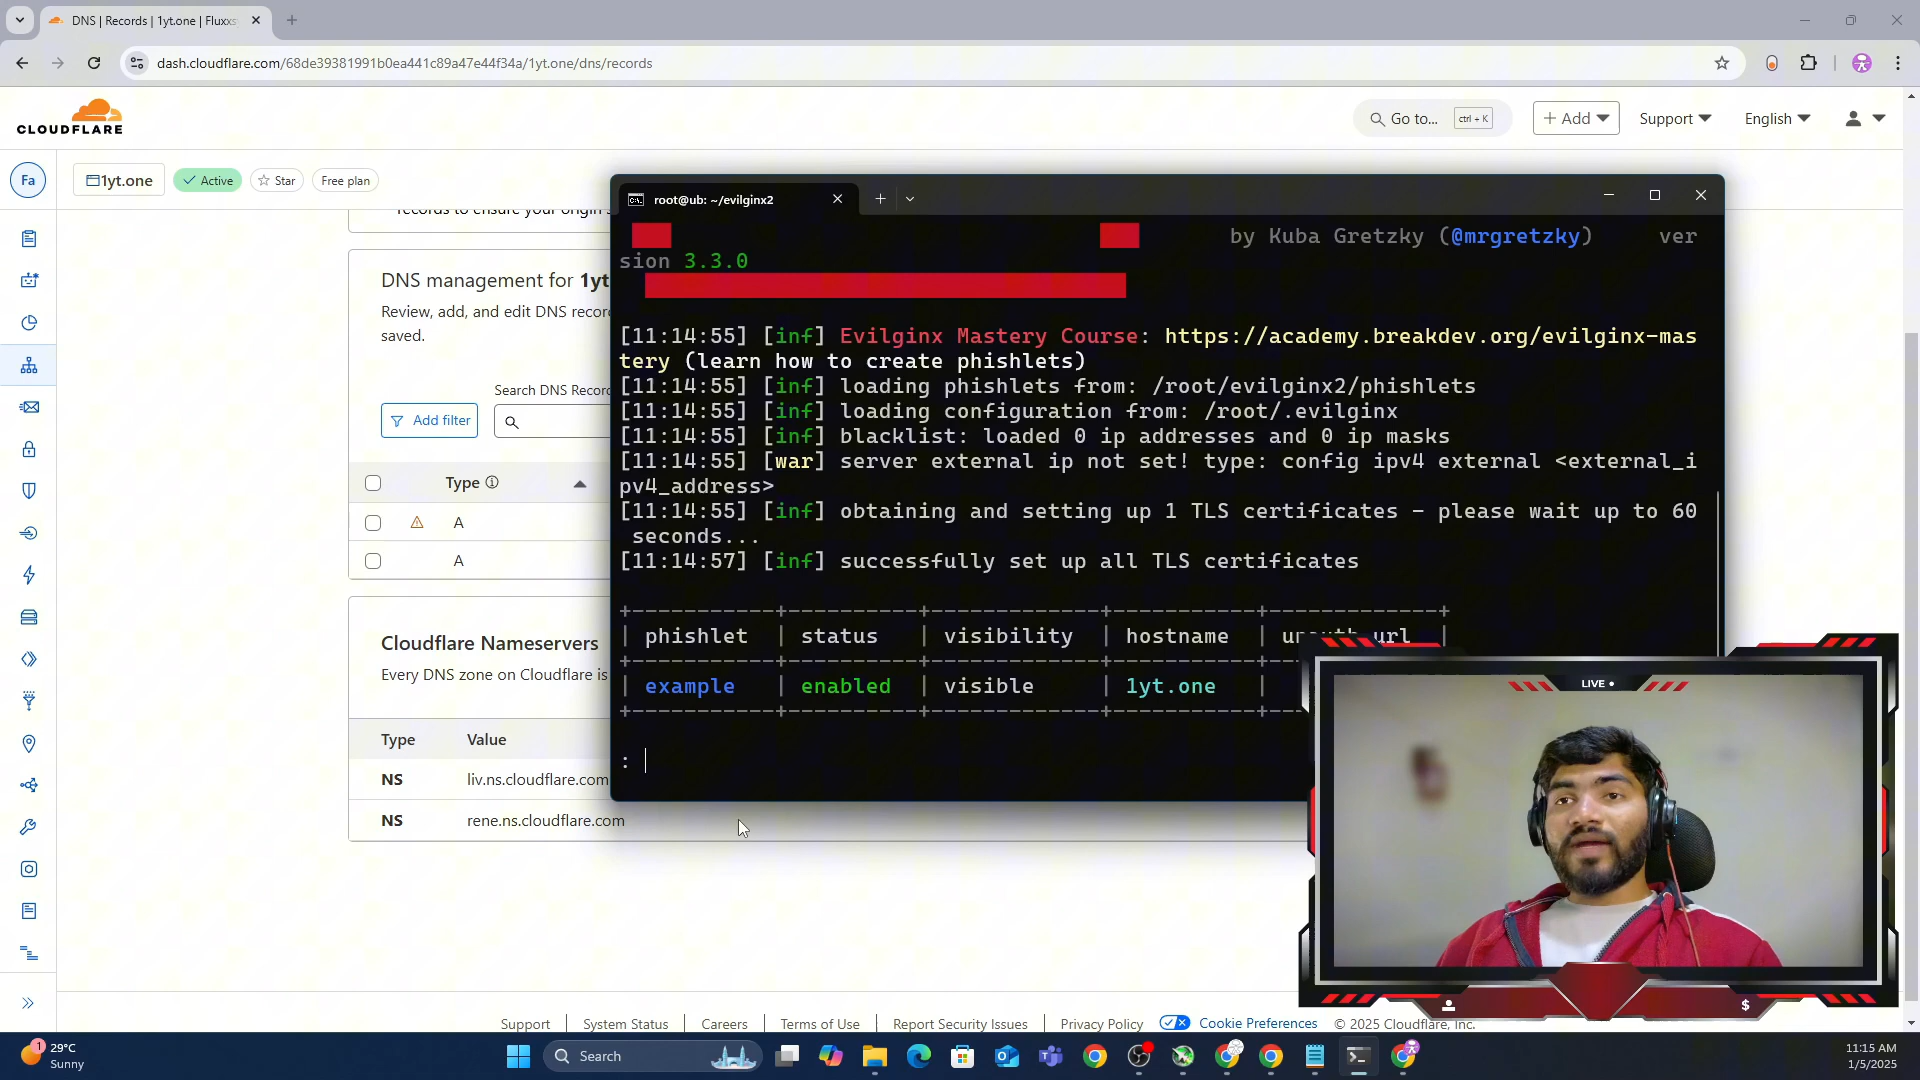 DNS | Records | 1yt.one | Fluxxs
dash.cloudflare.com/68de39381991b0ea441c89a47e44f34a/1yt.one/dns/records
CLOUDFLARE
Go to...
ctrl + K
Add
Support
English
Fa
1yt.one
Active
Star
Free plan
records to ensure your origin s
DNS management for 1yt
Review, add, and edit DNS recor
saved.
Search DNS Recor
Add filter
Type
A
A
Cloudflare Nameservers
Every DNS zone on Cloudflare is
Type Value
NS liv.ns.cloudflare.com
NS rene.ns.cloudflare.com
root@ub: ~/evilginx2
by Kuba Gretzky (@mrgretzky) ver
sion 3.3.0
[11:14:55] [inf] Evilginx Mastery Course: https://academy.breakdev.org/evilginx-mas
tery (learn how to create phishlets)
[11:14:55] [inf] loading phishlets from: /root/evilginx2/phishlets
[11:14:55] [inf] loading configuration from: /root/.evilginx
[11:14:55] [inf] blacklist: loaded 0 ip addresses and 0 ip masks
[11:14:55] [war] server external ip not set! type: config ipv4 external <external_i
pv4_address>
[11:14:55] [inf] obtaining and setting up 1 TLS certificates - please wait up to 60
seconds...
[11:14:57] [inf] successfully set up all TLS certificates
+-----------+-----------+-------------+-----------+-------------+
| phishlet | status | visibility | hostname | unauth_url |
| example | enabled | visible | 1yt.one |
:
LIVE
$
Support
System Status
Careers
Terms of Use
Report Security Issues
Privacy Policy
Cookie Preferences
© 2025 Cloudflare, Inc.
1
29°C
Sunny
Search
11:15 AM
1/5/2025